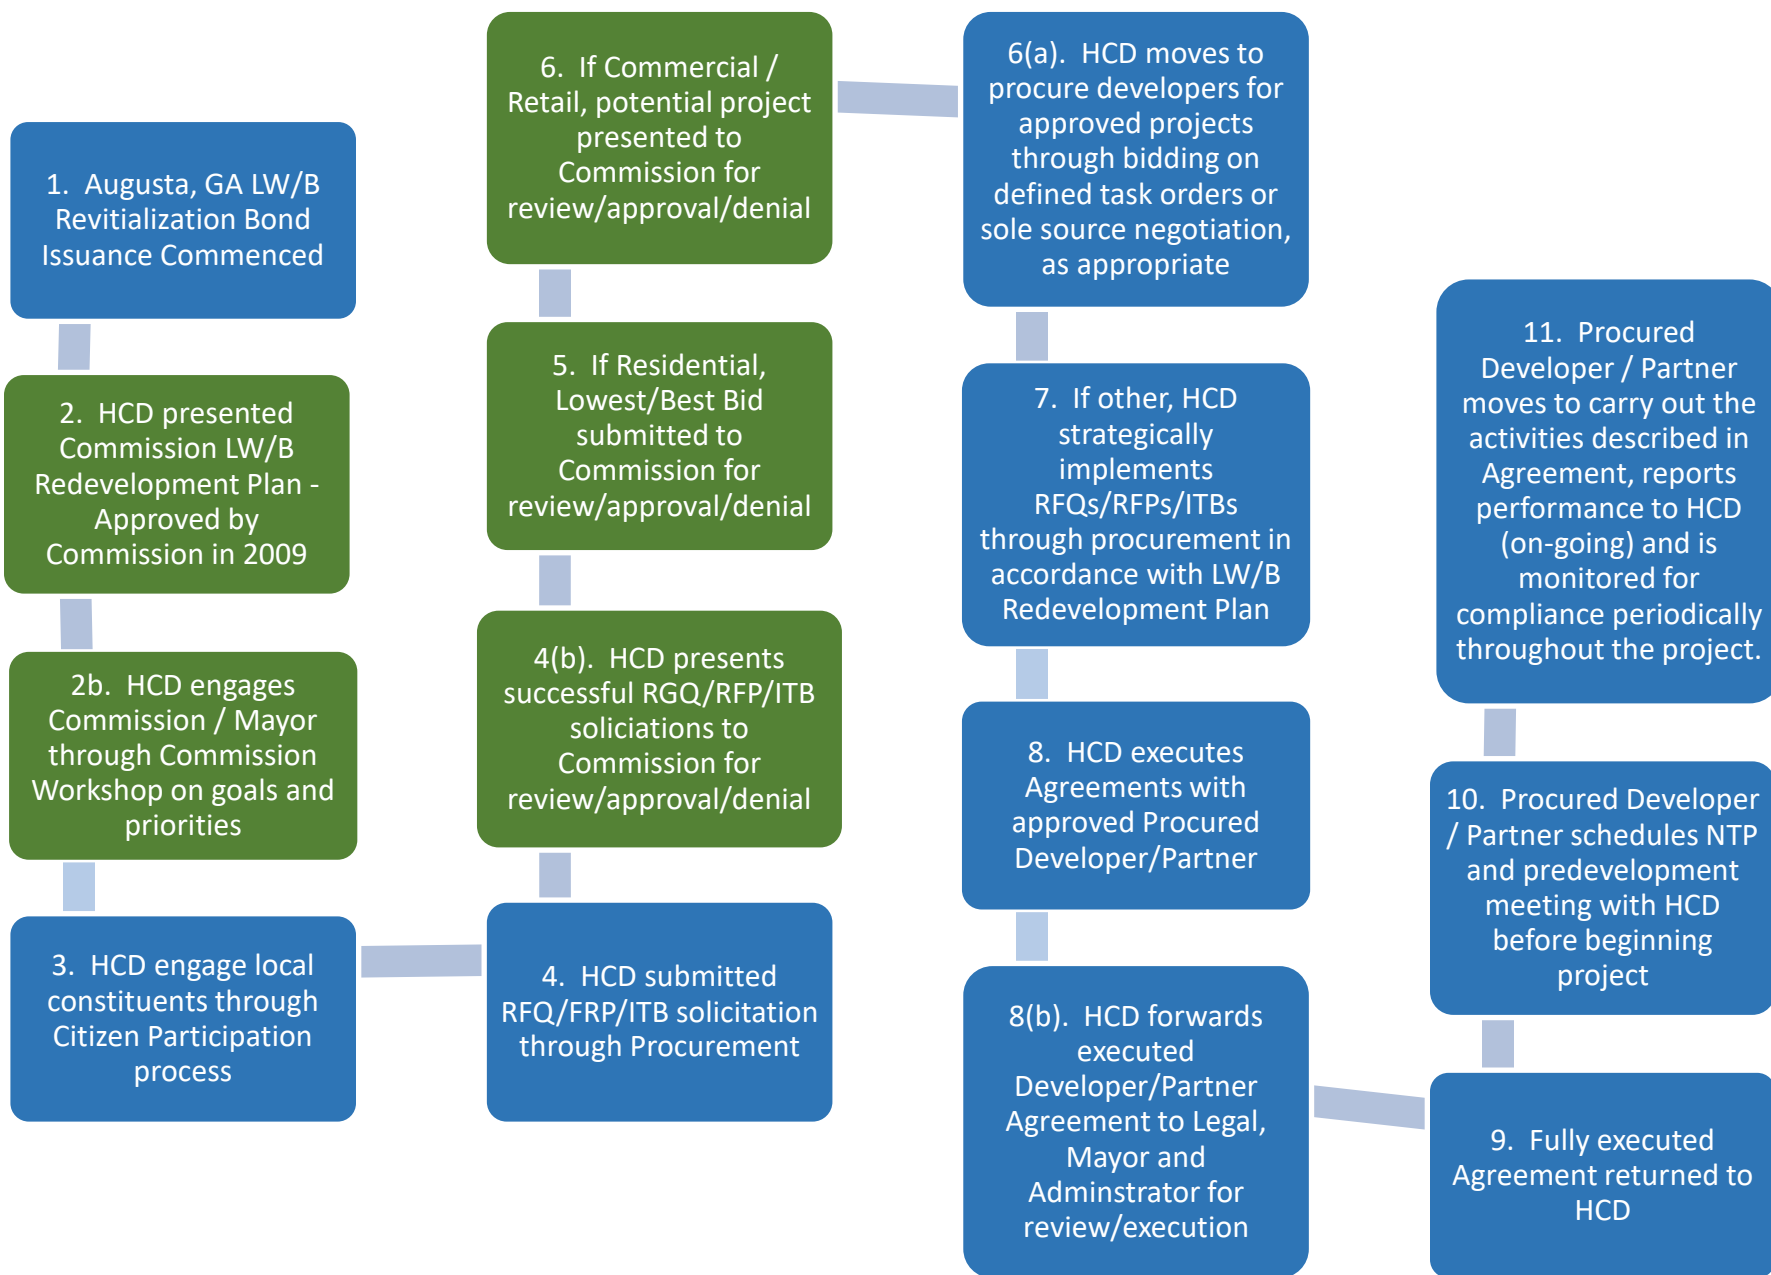 1. Augusta, GA LW/B
Revitialization Bond
Issuance Commenced
2. HCD presented
Commission LW/B
Redevelopment Plan -
Approved by
Commission in 2009
2b. HCD engages
Commission / Mayor
through Commission
Workshop on goals and
priorities
3. HCD engage local
constituents through
Citizen Participation
process
4. HCD submitted
RFQ/FRP/ITB solicitation
through Procurement
4(b). HCD presents
successful RGQ/RFP/ITB
soliciations to
Commission for
review/approval/denial
5. If Residential,
Lowest/Best Bid
submitted to
Commission for
review/approval/denial
6. If Commercial /
Retail, potential project
presented to
Commission for
review/approval/denial
6(a). HCD moves to
procure developers for
approved projects
through bidding on
defined task orders or
sole source negotiation,
as appropriate
7. If other, HCD
strategically
implements
RFQs/RFPs/ITBs
through procurement in
accordance with LW/B
Redevelopment Plan
8. HCD executes
Agreements with
approved Procured
Developer/Partner
8(b). HCD forwards
executed
Developer/Partner
Agreement to Legal,
Mayor and
Adminstrator for
review/execution
9. Fully executed
Agreement returned to
HCD
10. Procured Developer
/ Partner schedules NTP
and predevelopment
meeting with HCD
before beginning
project
11. Procured
Developer / Partner
moves to carry out the
activities described in
Agreement, reports
performance to HCD
(on-going) and is
monitored for
compliance periodically
throughout the project.